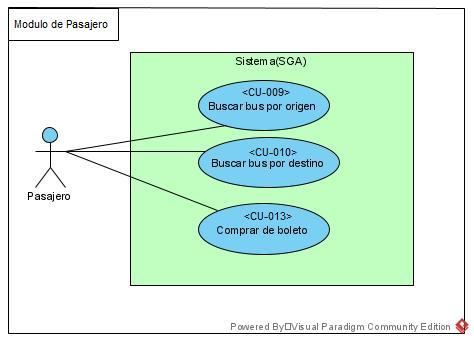 Modulo de Pasajero
Sistema(SGA)
<CU-009>
Buscar bus por origen
<CU-010>
Buscar bus por destino
Pasajero
<CU-013>
Comprar de boleto
Powered By Visual Paradigm Community Edition